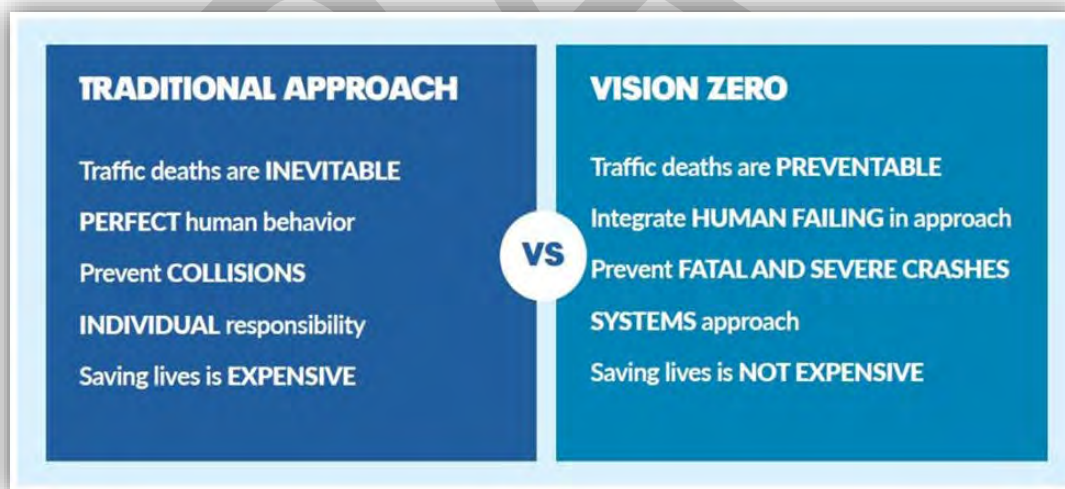 TRADITIONAL APPROACH
Traffic deaths are INEVITABLE
PERFECT human behavior
Prevent COLLISIONS
INDIVIDUAL responsibility
Saving lives is EXPENSIVE
VS
VISION ZERO
Traffic deaths are PREVENTABLE
Integrate HUMAN FAILING in approach
Prevent FATAL AND SEVERE CRASHES
SYSTEMS approach
Saving lives is NOT EXPENSIVE